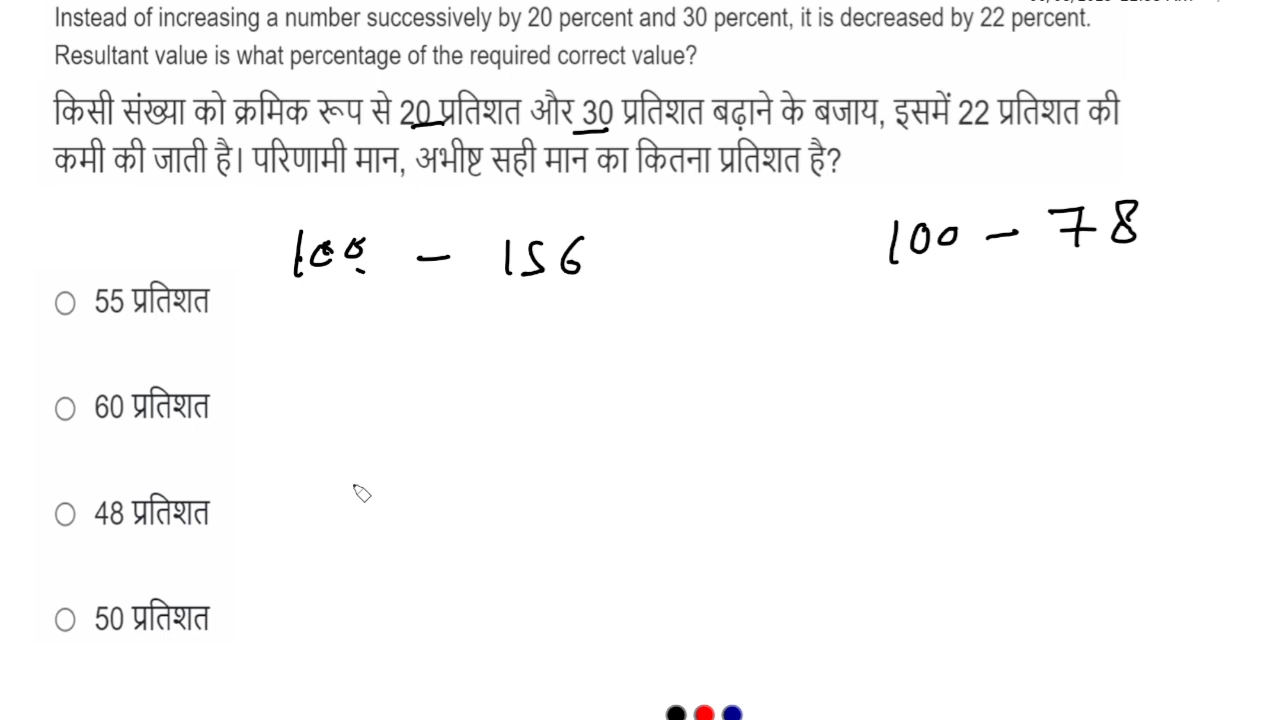 Instead of increasing a number successively by 20 percent and 30 percent, it is decreased by 22 percent.
Resultant value is what percentage of the required correct value?
किसी संख्या को क्रमिक रूप से 20 प्रतिशत और 30 प्रतिशत बढ़ाने के बजाय, इसमें 22 प्रतिशत की
कमी की जाती है। परिणामी मान, अभीष्ट सही मान का कितना प्रतिशत है?
100 - 156
100 - 78
55 प्रतिशत
60 प्रतिशत
48 प्रतिशत
50 प्रतिशत